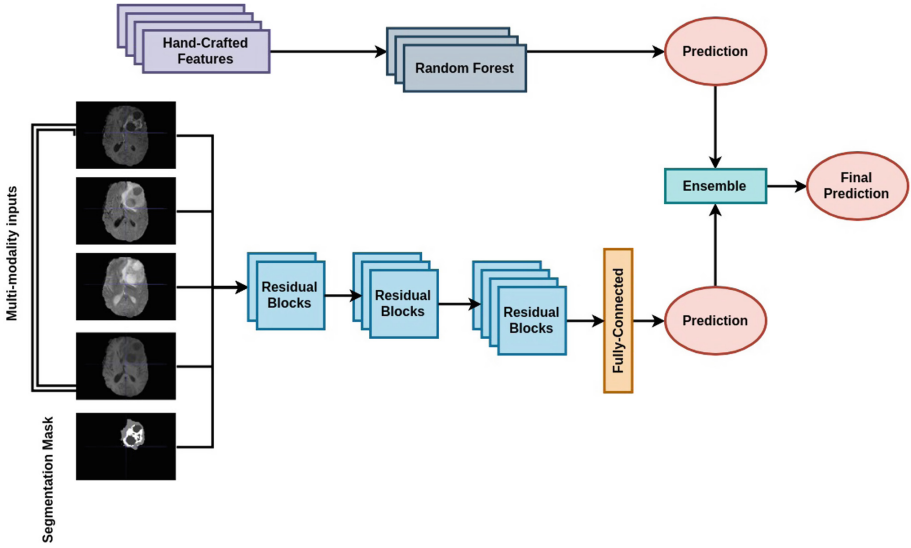 Hand-Crafted
Features
Random Forest
Prediction
Ensemble
Final
Prediction
Multi-modality inputs
Residual
Blocks
Residual
Blocks
Residual
Blocks
Fully-Connected
Prediction
Segmentation Mask